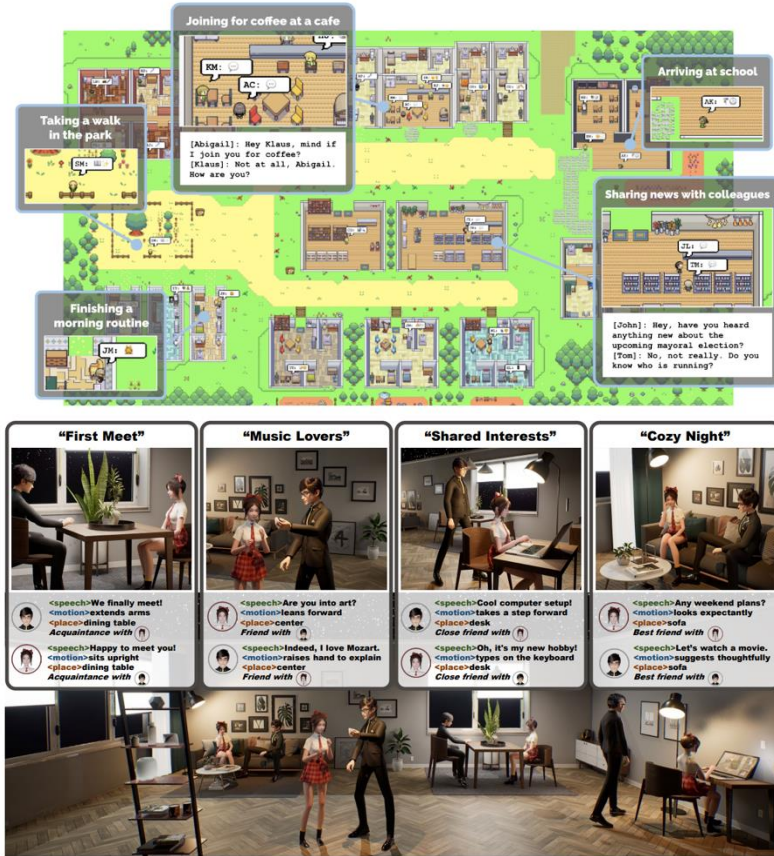 Joining for coffee at a cafe
KM:
AC:
[Abigail]: Hey Klaus, mind if
I join you for coffee?
[Klaus]: Not at all, Abigail.
How are you?
Taking a walk
in the park
SM:
Arriving at school
AK:
Sharing news with colleagues
JL:
TM:
[John]: Hey, have you heard
anything new about the
upcoming mayoral election?
[Tom]: No, not really. Do you
know who is running?
Finishing a
morning routine
JM:
“First Meet”
<speech>We finally meet!
<motion>extends arms
<place>dining table
Acquaintance with
<speech>Happy to meet you!
<motion>sits upright
<place>dining table
Acquaintance with
“Music Lovers”
<speech>Are you into art?
<motion>leans forward
<place>center
Friend with
<speech>Indeed, I love Mozart.
<motion>raises hand to explain
<place>center
Friend with
“Shared Interests”
<speech>Cool computer setup!
<motion>takes a step forward
<place>desk
Close friend with
<speech>Oh, it's my new hobby!
<motion>types on the keyboard
<place>desk
Close friend with
“Cozy Night”
<speech>Any weekend plans?
<motion>looks expectantly
<place>sofa
Best friend with
<speech>Let's watch a movie.
<motion>suggests thoughtfully
<place>sofa
Best friend with